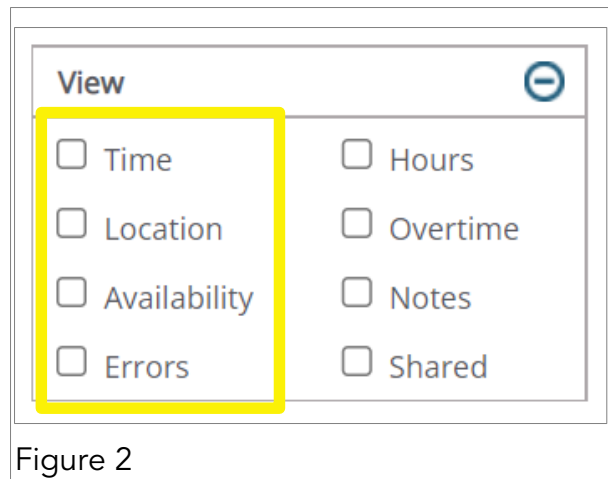 View
Time Hours
Location Overtime
Availability Notes
Errors Shared
Figure 2